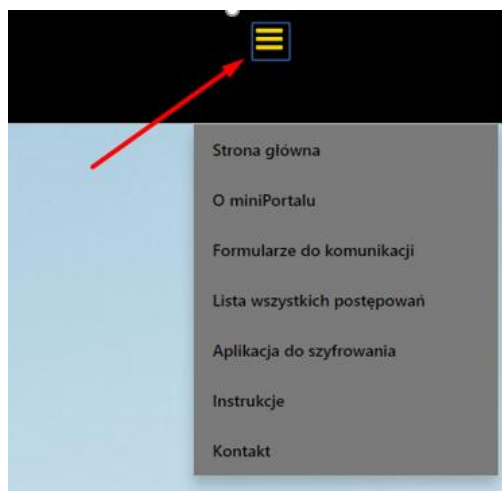 Strona główna
O miniPortalu
Formularze do komunikacji
Lista wszystkich postępowań
Aplikacja do szyfrowania
Instrukcje
Kontakt